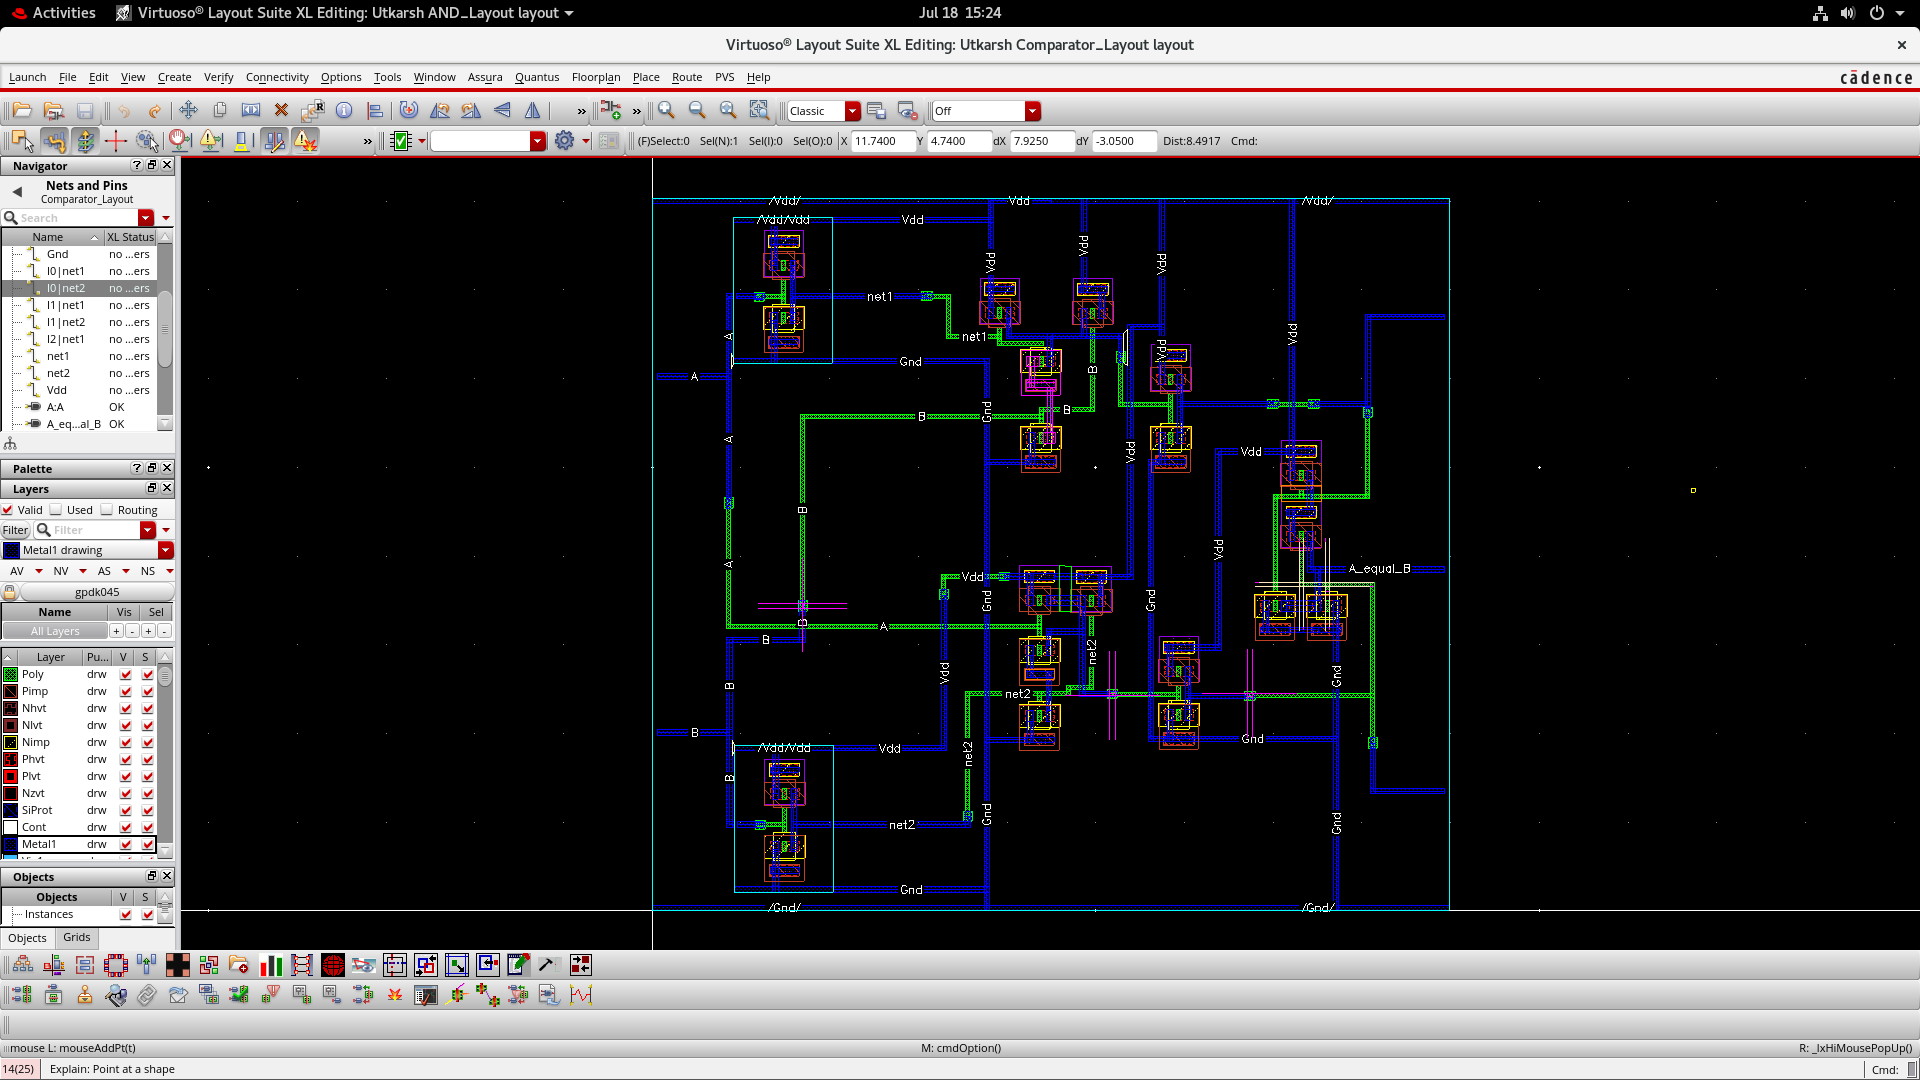 Activities
Virtuoso® Layout Suite XL Editing: Utkarsh AND_Layout layout
Jul 18 15:24
Virtuoso® Layout Suite XL Editing: Utkarsh Comparator_Layout layout
×
Launch File Edit View Create Verify Connectivity Options Tools Window Assura Quantus Floorplan Place Route PVS Help
cādence
» » Classic Off
» (F)Select:0 Sel(N):1 Sel(I):0 Sel(O):0 X 11.7400 Y 4.7400 dX 7.9250 dY -3.0500 Dist:8.4917 Cmd:
Navigator
Nets and Pins
Comparator_Layout
Search
Name XL Status
Gnd no ...ers
I0|net1 no ...ers
I0|net2 no ...ers
I1|net1 no ...ers
I1|net2 no ...ers
I2|net1 no ...ers
net1 no ...ers
net2 no ...ers
Vdd no ...ers
A:A OK
A_eq...al_B OK
Palette
Layers
Valid Used Routing
Filter Filter
Metal1 drawing
AV NV AS NS
gpdk045
Name Vis Sel
All Layers + - + -
Layer Pu... V S
Poly drw
Pimp drw
Nhvt drw
Nlvt drw
Nimp drw
Phvt drw
Plvt drw
Nzvt drw
SiProt drw
Cont drw
Metal1 drw
Objects
Objects V S
Instances
Objects Grids
/Vdd/ Vdd /Vdd/
/Vdd/Vdd Vdd
Vdd Vdd Vdd
net1
net1
Vdd
Vdd
A
Gnd
A
B
B
B
Gnd
A
Vdd
Vdd
B
Vdd
A
Vdd
A_equal_B
Gnd
Gnd
B
A
B
net2
Vdd
Gnd
B
net2
B
Gnd
/Vdd/Vdd
Vdd
net2
B
net2
Gnd
Gnd
Gnd
/Gnd/ /Gnd/
mouse L: mouseAddPt(t)
M: cmdOption()
R: _lxHiMousePopUp()
14(25) Explain: Point at a shape
Cmd: